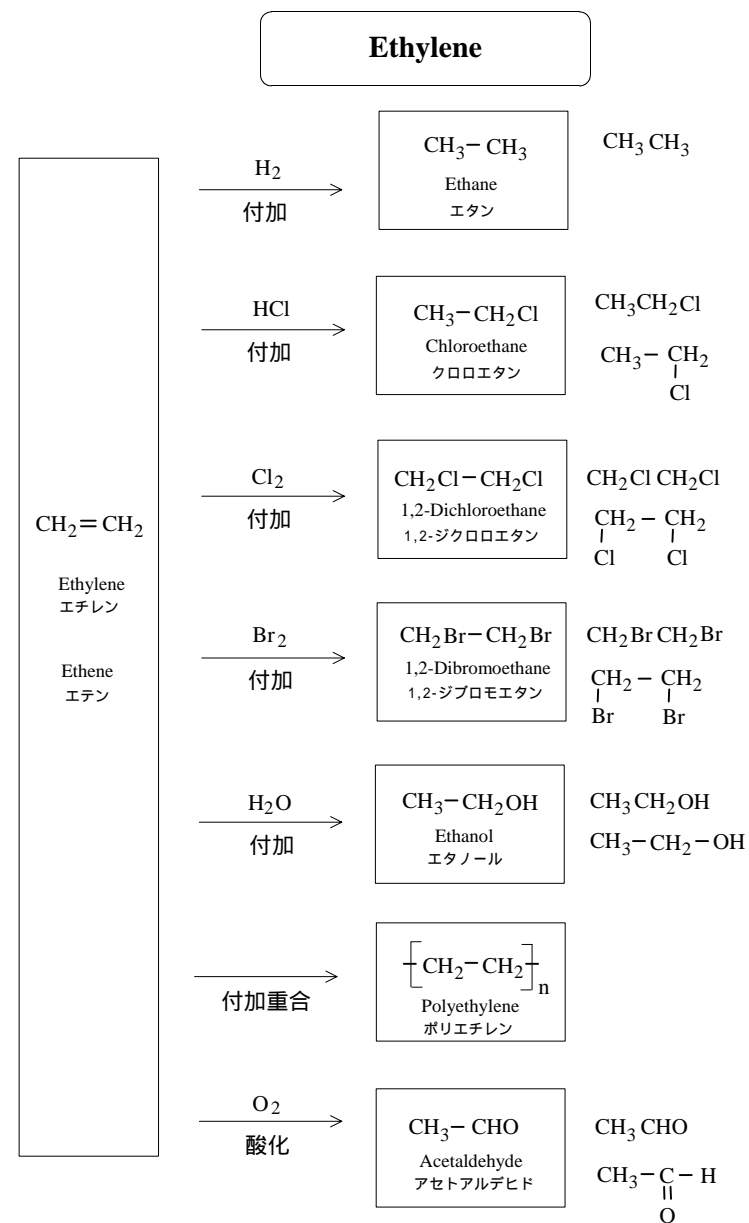 Ethylene
CH₂=CH₂
Ethylene
エチレン
Ethene
エテン
H₂
付加
CH₃−CH₃
Ethane
エタン
CH₃CH₃
HCl
付加
CH₃−CH₂Cl
Chloroethane
クロロエタン
CH₃CH₂Cl
CH₃−CH₂
Cl
Cl₂
付加
CH₂Cl−CH₂Cl
1,2-Dichloroethane
1,2-ジクロロエタン
CH₂ClCH₂Cl
CH₂−CH₂
Cl Cl
Br₂
付加
CH₂Br−CH₂Br
1,2-Dibromoethane
1,2-ジブロモエタン
CH₂BrCH₂Br
CH₂−CH₂
Br Br
H₂O
付加
CH₃−CH₂OH
Ethanol
エタノール
CH₃CH₂OH
CH₃−CH₂−OH
付加重合
[CH₂−CH₂]n
Polyethylene
ポリエチレン
O₂
酸化
CH₃−CHO
Acetaldehyde
アセトアルデヒド
CH₃CHO
CH₃−C−H
O